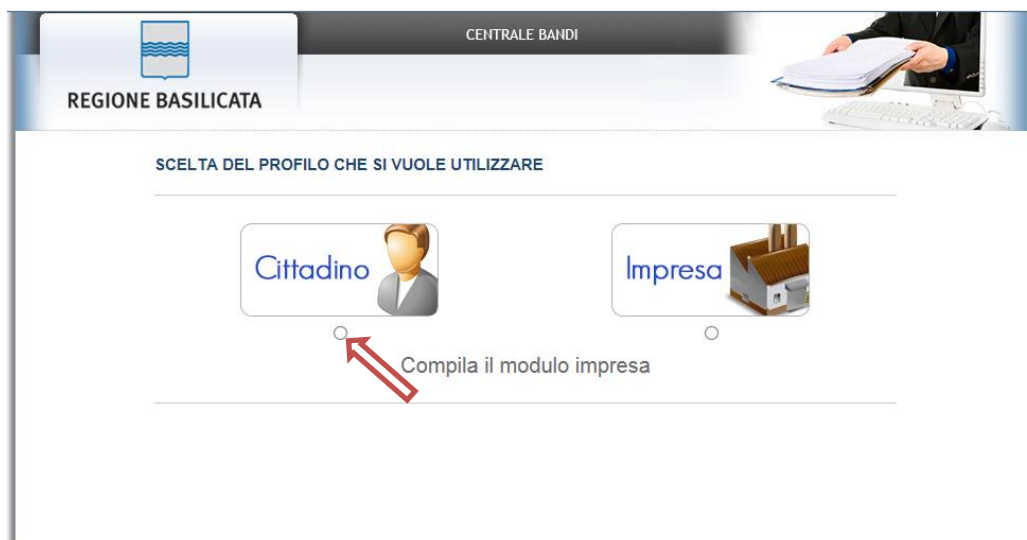 CENTRALE BANDI
REGIONE BASILICATA
SCELTA DEL PROFILO CHE SI VUOLE UTILIZZARE
Cittadino
Impresa
Compila il modulo impresa